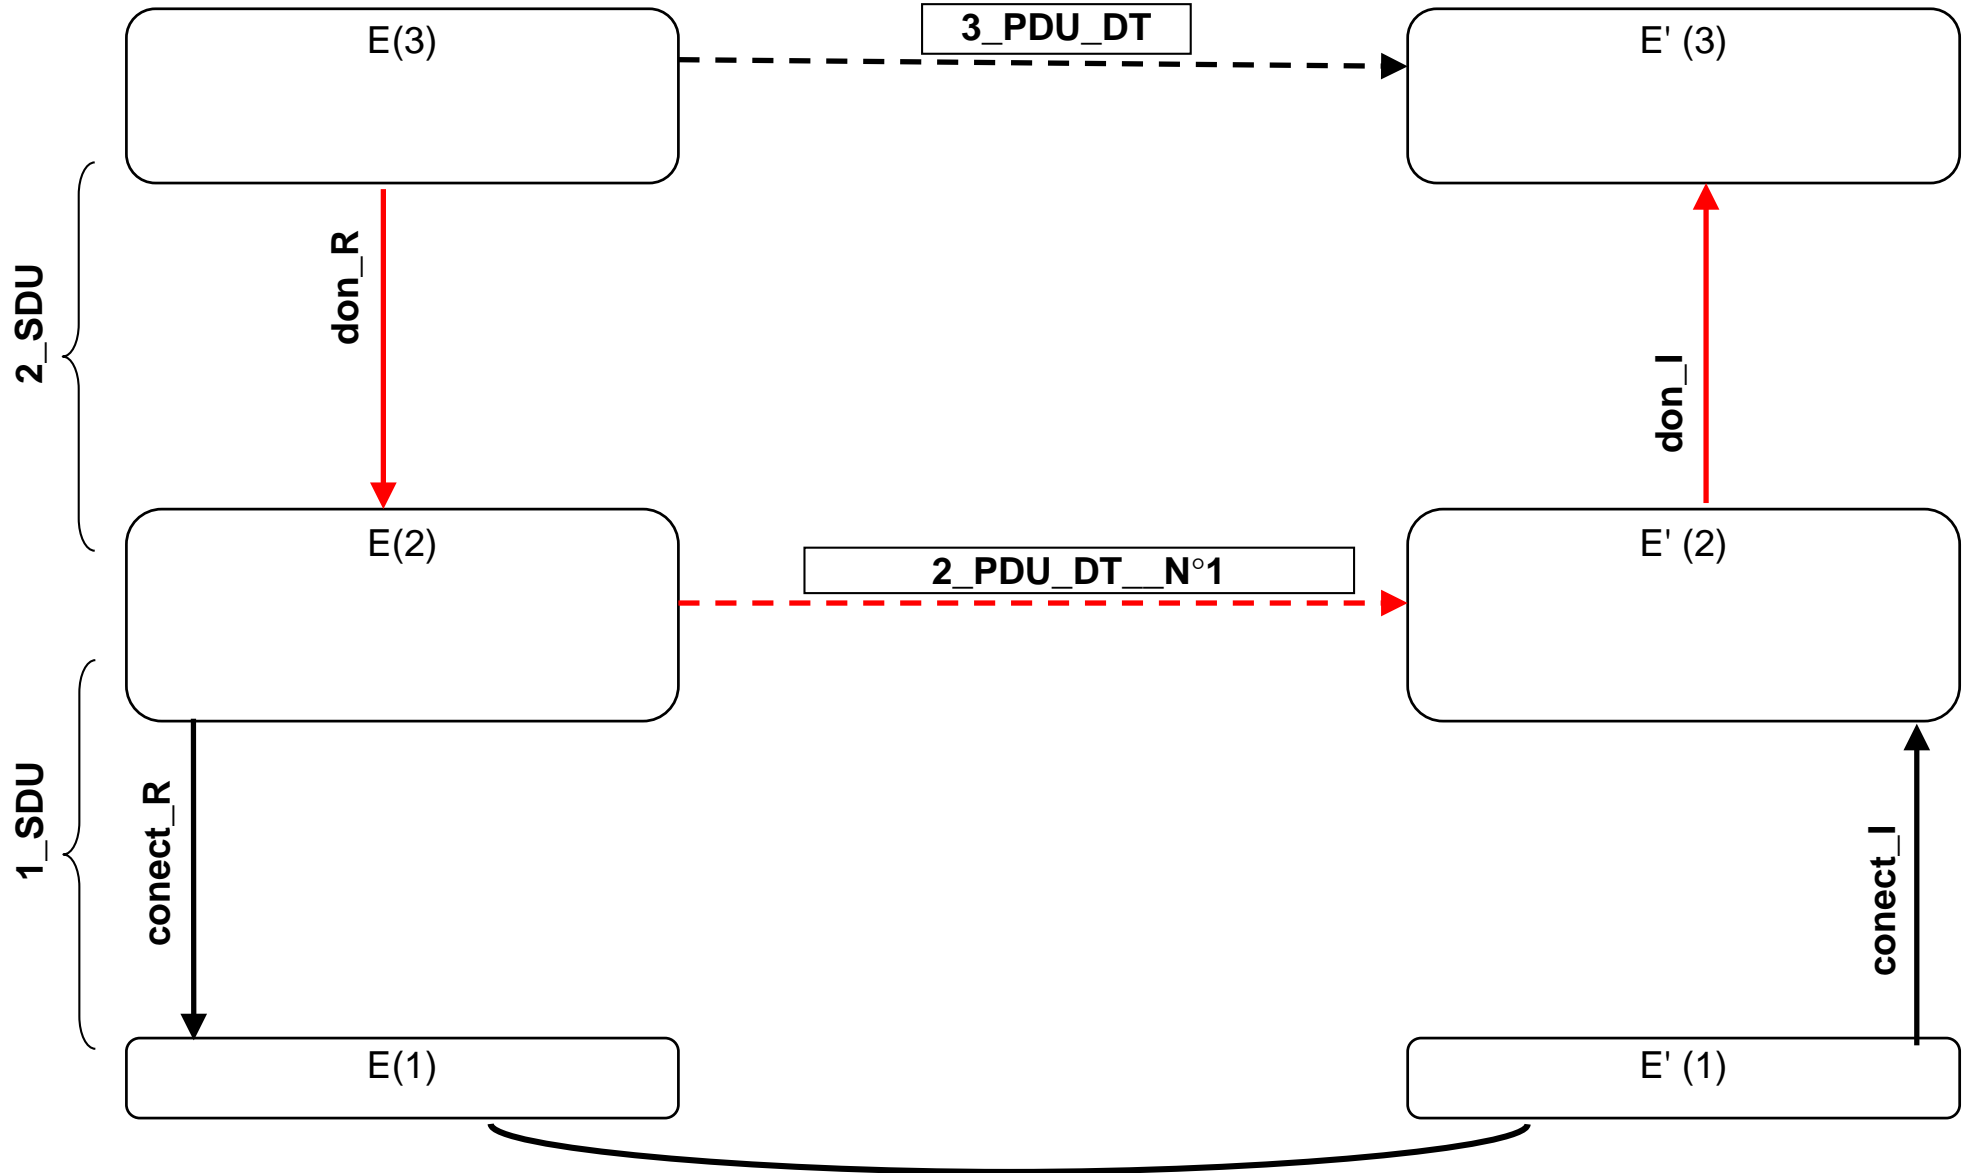 E(3)
3_PDU_DT
E' (3)
2_SDU
don_R
don_I
E(2)
2_PDU_DT__N°1
E' (2)
1_SDU
conect_R
conect_I
E(1)
E' (1)